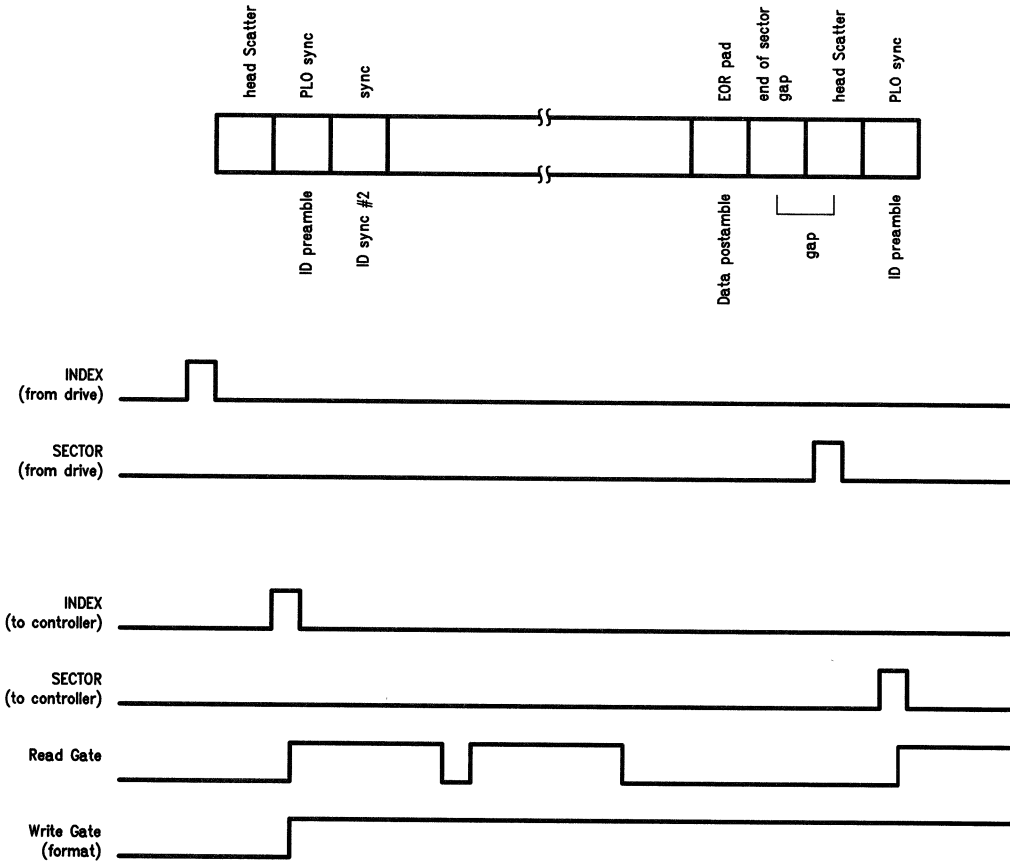 head Scatter
PLO sync
sync
EOR pad
end of sector
gap
head Scatter
PLO sync
ID preamble
ID sync #2
Data postamble
gap
ID preamble
INDEX
(from drive)
SECTOR
(from drive)
INDEX
(to controller)
SECTOR
(to controller)
Read Gate
Write Gate
(format)